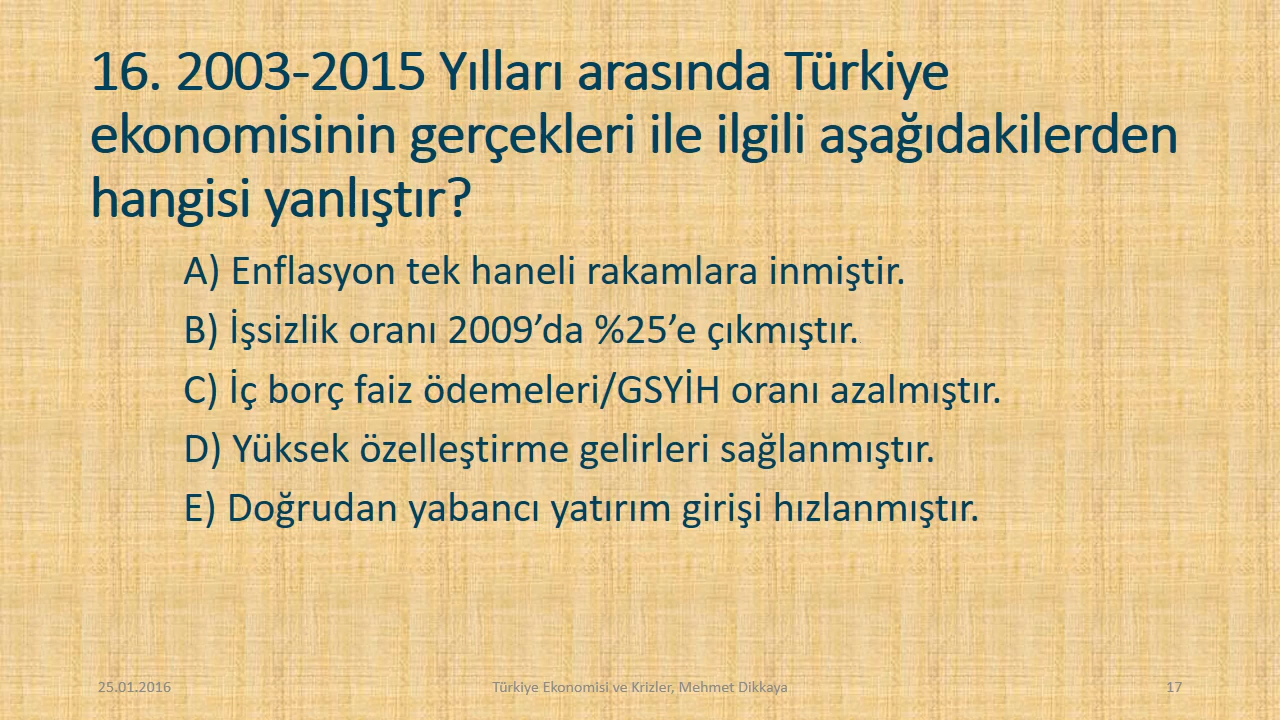 16. 2003-2015 Yılları arasında Türkiye
ekonomisinin gerçekleri ile ilgili aşağıdakilerden
hangisi yanlıştır?
A) Enflasyon tek haneli rakamlara inmiştir.
B) İşsizlik oranı 2009’da %25’e çıkmıştır.
C) İç borç faiz ödemeleri/GSYİH oranı azalmıştır.
D) Yüksek özelleştirme gelirleri sağlanmıştır.
E) Doğrudan yabancı yatırım girişi hızlanmıştır.
25.01.2016
Türkiye Ekonomisi ve Krizler, Mehmet Dikkaya
17